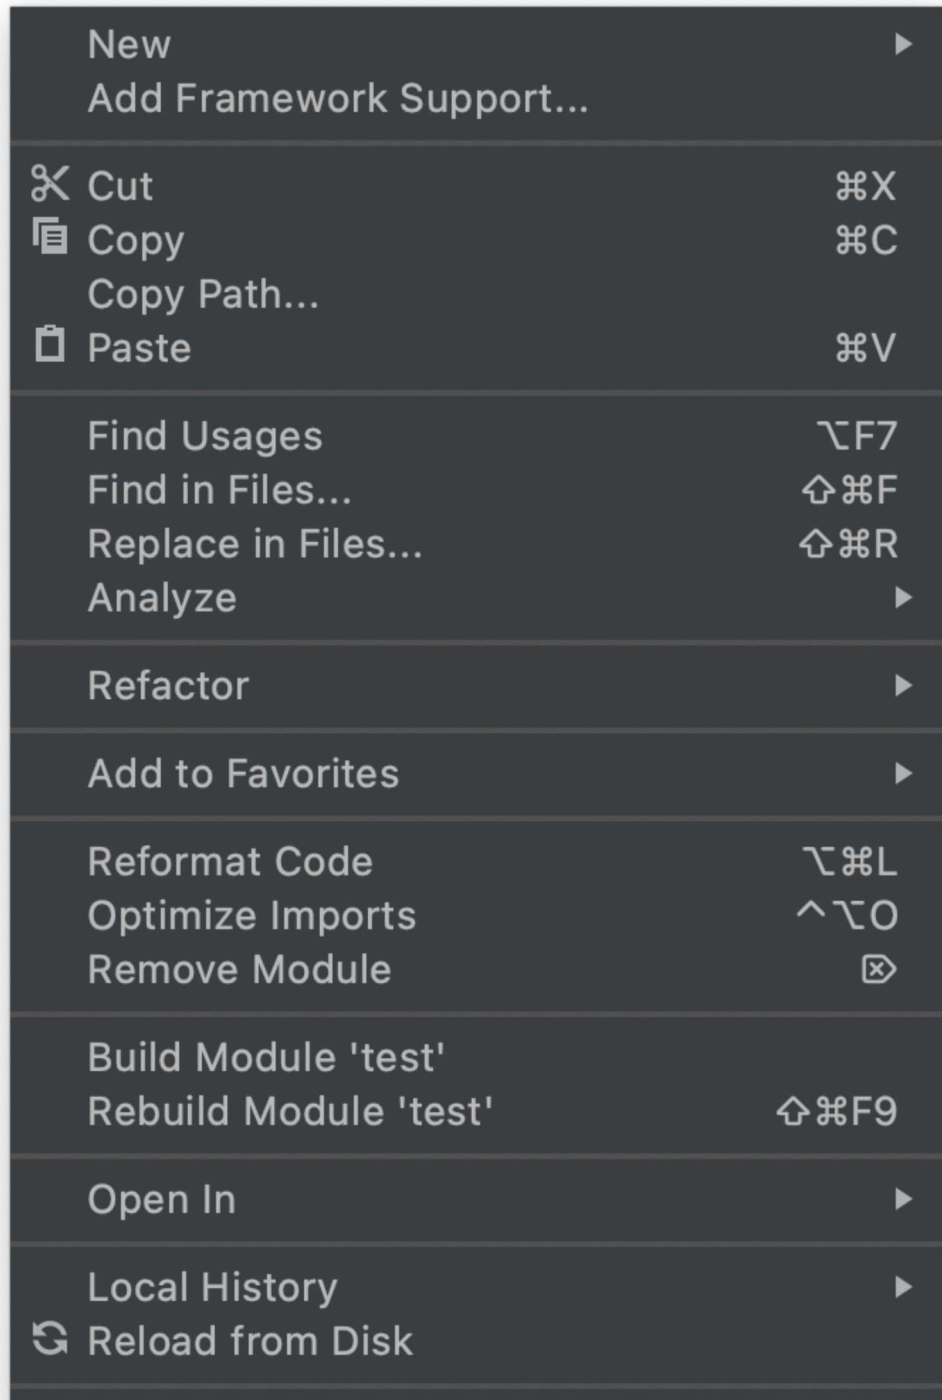 New
Add Framework Support...
Cut ⌘X
Copy ⌘C
Copy Path...
Paste ⌘V
Find Usages ⌥F7
Find in Files... ⇧⌘F
Replace in Files... ⇧⌘R
Analyze
Refactor
Add to Favorites
Reformat Code ⌥⌘L
Optimize Imports ^⌥O
Remove Module ⌦
Build Module 'test'
Rebuild Module 'test' ⇧⌘F9
Open In
Local History
Reload from Disk